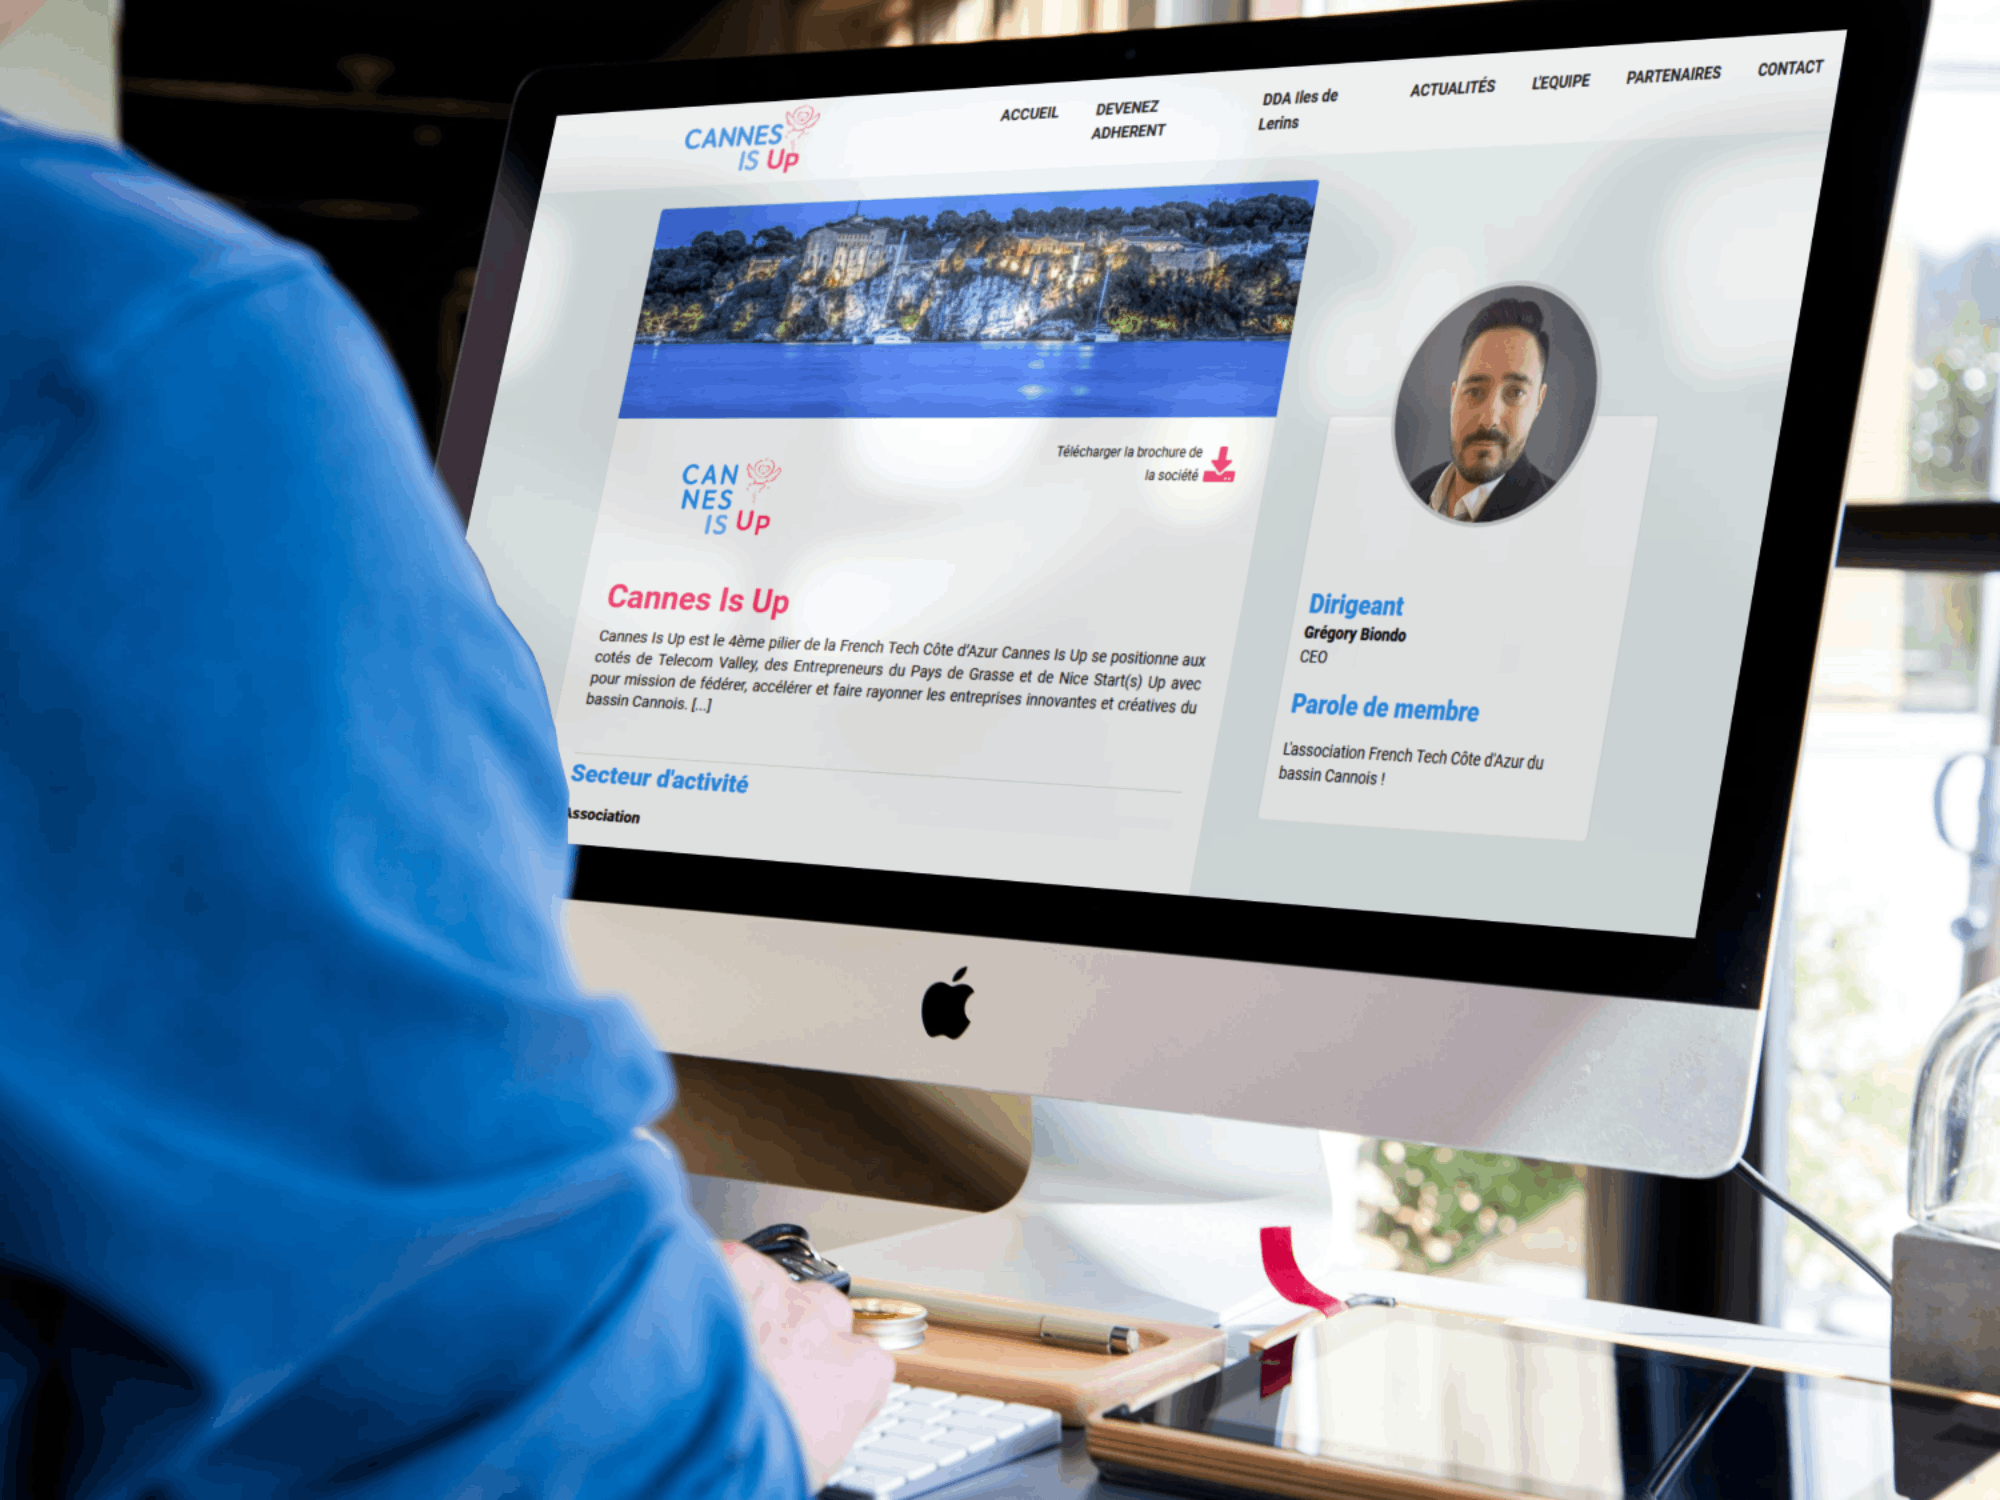 CANNES
IS Up
ACCUEIL
DEVENEZ
ADHERENT
DDA Iles de
Lerins
ACTUALITÉS
L'EQUIPE
PARTENAIRES
CONTACT
Télécharger la brochure de
la société
CAN
NES
IS Up
Cannes Is Up
Cannes Is Up est le 4ème pilier de la French Tech Côte d'Azur Cannes Is Up se positionne aux
cotés de Telecom Valley, des Entrepreneurs du Pays de Grasse et de Nice Start(s) Up avec
pour mission de fédérer, accélérer et faire rayonner les entreprises innovantes et créatives du
bassin Cannois. [...]
Secteur d'activité
Association
Dirigeant
Grégory Biondo
CEO
Parole de membre
L'association French Tech Côte d'Azur du
bassin Cannois !